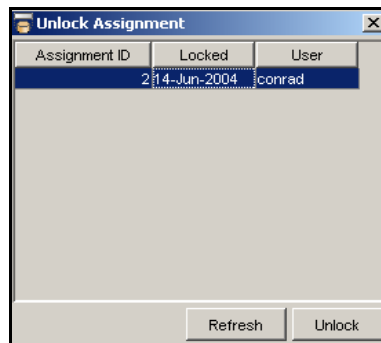 Unlock Assignment
Assignment ID Locked User
2 14-Jun-2004 conrad
Refresh Unlock